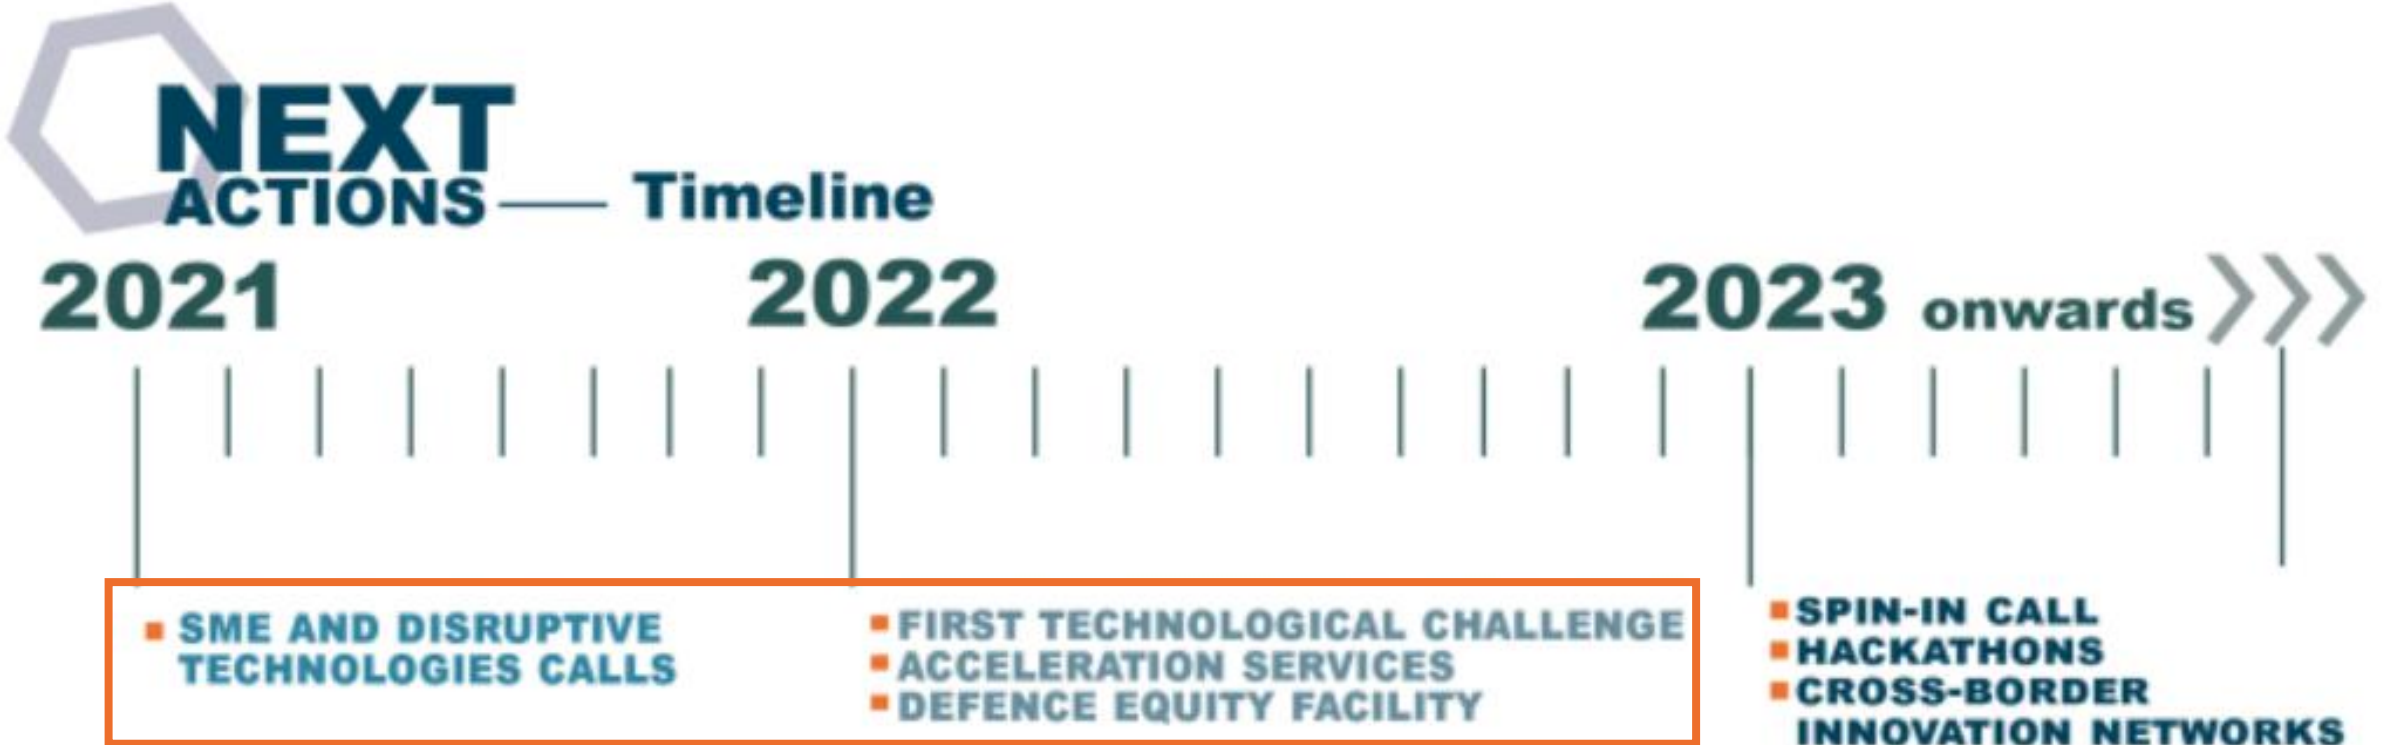 NEXT
ACTIONS — Timeline
2021
2022
2023 onwards
SME AND DISRUPTIVE
TECHNOLOGIES CALLS
FIRST TECHNOLOGICAL CHALLENGE
ACCELERATION SERVICES
DEFENCE EQUITY FACILITY
SPIN-IN CALL
HACKATHONS
CROSS-BORDER
INNOVATION NETWORKS